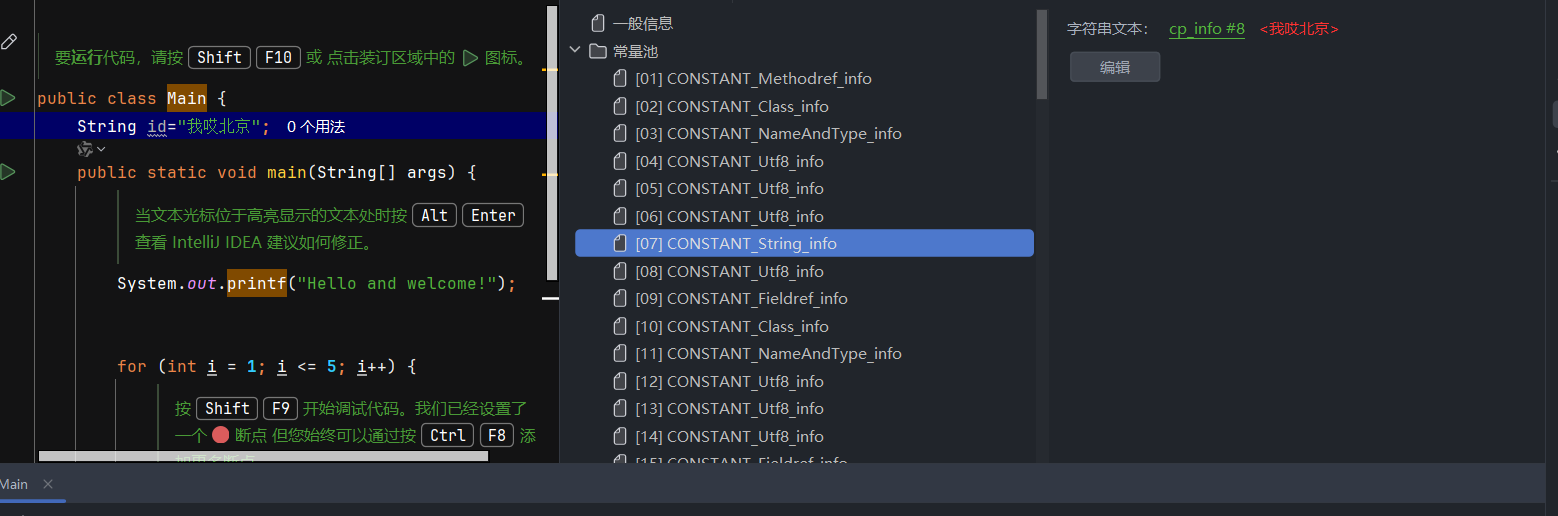 要运行代码，请按 Shift F10 或 点击装订区域中的 图标。
public class Main {
String id="我哎北京"; 0 个用法
public static void main(String[] args) {
当文本光标位于高亮显示的文本处时按 Alt Enter
查看 IntelliJ IDEA 建议如何修正。
System.out.printf("Hello and welcome!");
for (int i = 1; i <= 5; i++) {
按 Shift F9 开始调试代码。我们已经设置了
一个 断点 但您始终可以通过按 Ctrl F8 添
一般信息
常量池
[01] CONSTANT_Methodref_info
[02] CONSTANT_Class_info
[03] CONSTANT_NameAndType_info
[04] CONSTANT_Utf8_info
[05] CONSTANT_Utf8_info
[06] CONSTANT_Utf8_info
[07] CONSTANT_String_info
[08] CONSTANT_Utf8_info
[09] CONSTANT_Fieldref_info
[10] CONSTANT_Class_info
[11] CONSTANT_NameAndType_info
[12] CONSTANT_Utf8_info
[13] CONSTANT_Utf8_info
[14] CONSTANT_Utf8_info
[15] CONSTANT_Fieldref_info
字符串文本： cp_info #8 <我哎北京>
编辑
Main